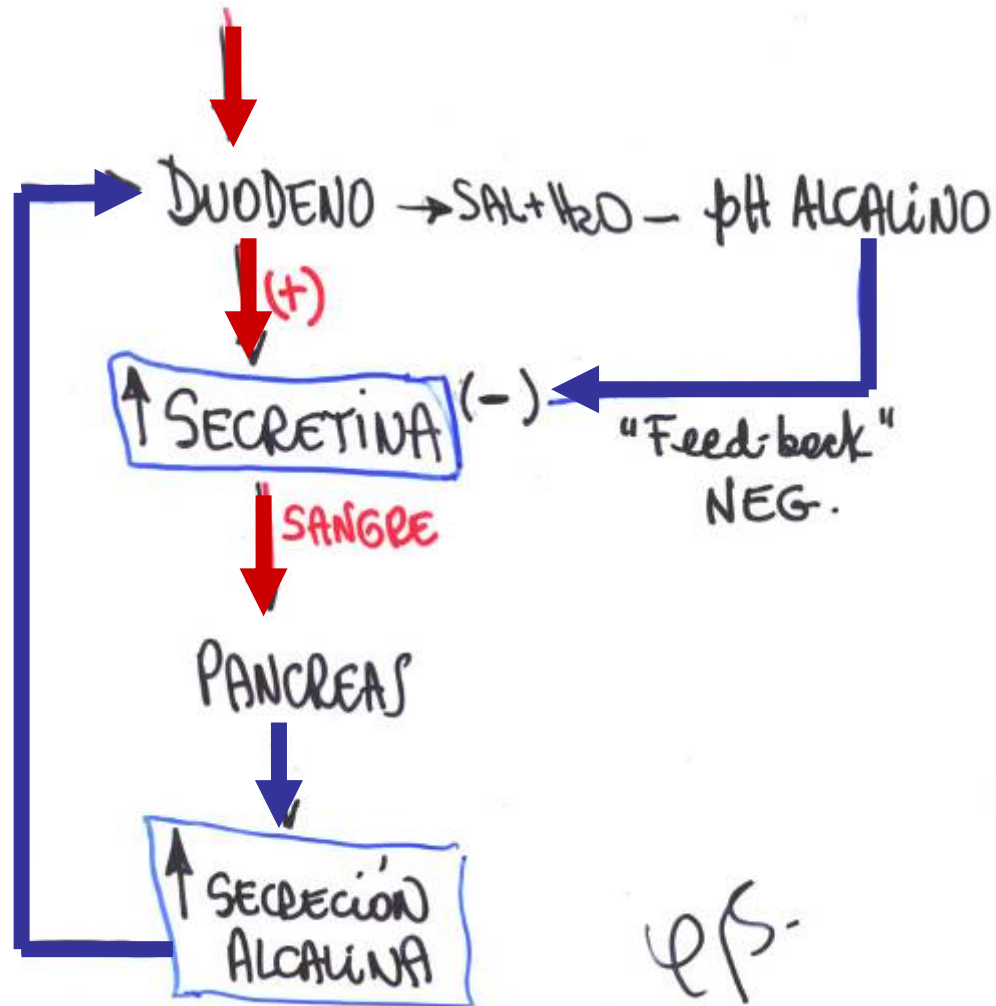 DUODENO → SAL + H2O — pH ALCALINO
(+)
↑ SECRETINA (-)
"Feed-back"
NEG.
SANGRE
PANCREAS
↑ SECRECIÓN
ALCALINA